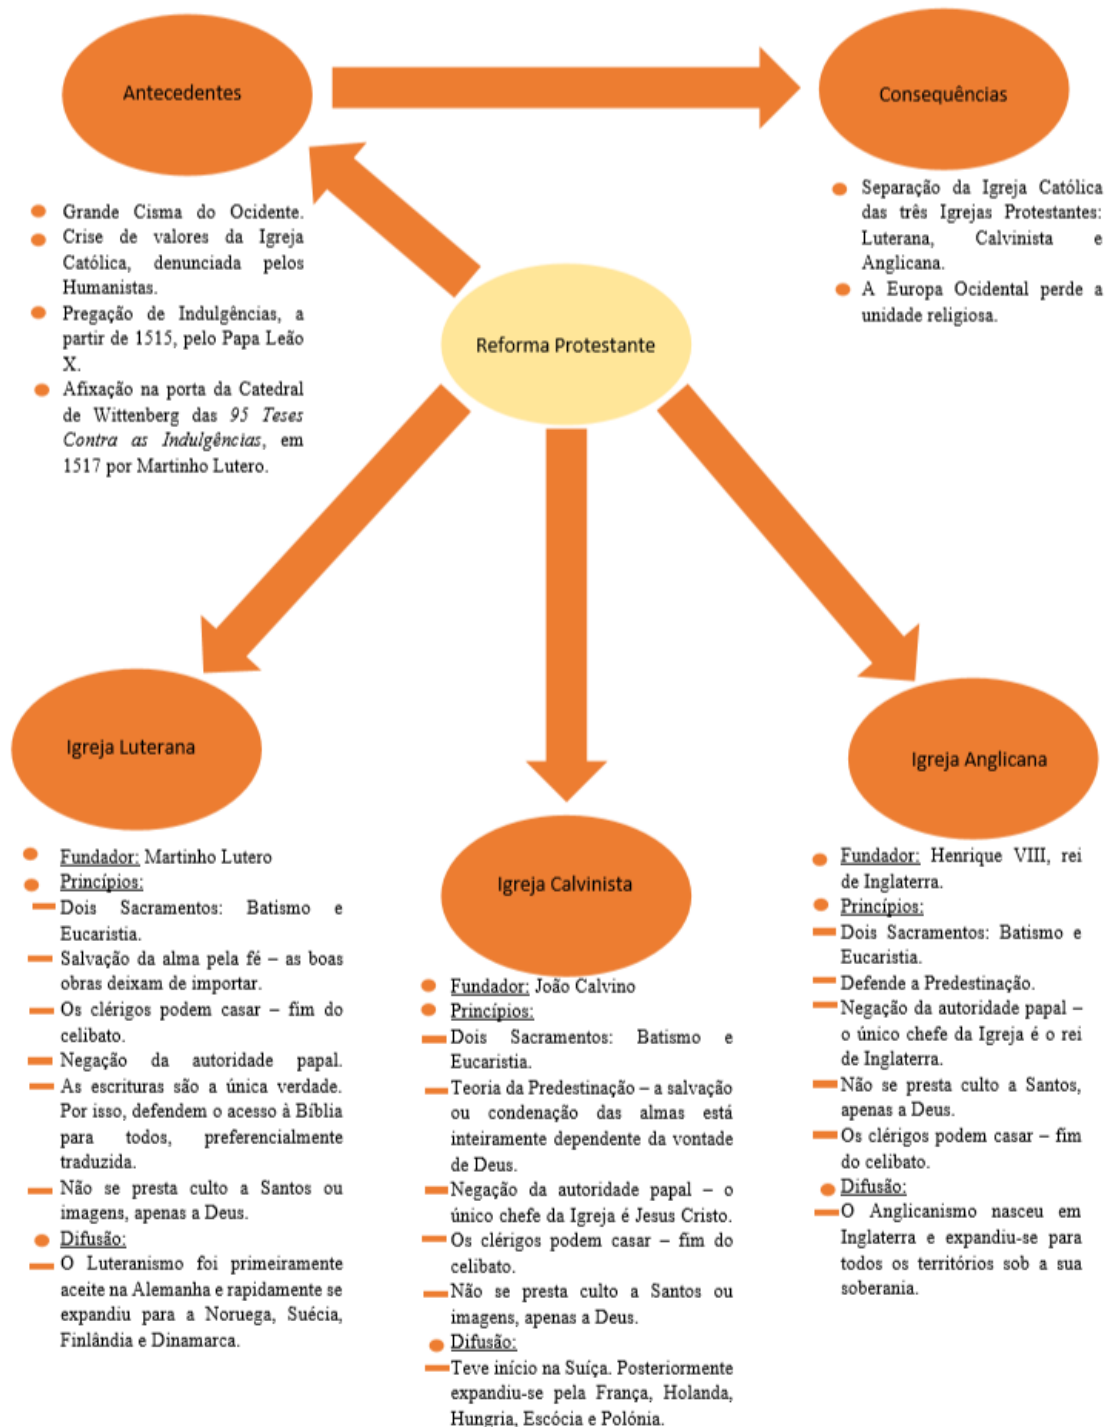 Antecedentes
Grande Cisma do Ocidente.
Crise de valores da Igreja
Católica, denunciada pelos
Humanistas.
Pregação de Indulgências, a
partir de 1515, pelo Papa Leão
X.
Afixação na porta da Catedral
de Wittenberg das 95 Teses
Contra as Indulgências, em
1517 por Martinho Lutero.
Consequências
Separação da Igreja Católica
das três Igrejas Protestantes:
Luterana, Calvinista e
Anglicana.
A Europa Ocidental perde a
unidade religiosa.
Reforma Protestante
Igreja Luterana
Fundador: Martinho Lutero
Princípios:
Dois Sacramentos: Batismo e
Eucaristia.
Salvação da alma pela fé – as boas
obras deixam de importar.
Os clérigos podem casar – fim do
celibato.
Negação da autoridade papal.
As escrituras são a única verdade.
Por isso, defendem o acesso à Bíblia
para todos, preferencialmente
traduzida.
Não se presta culto a Santos ou
imagens, apenas a Deus.
Difusão:
O Luteranismo foi primeiramente
aceite na Alemanha e rapidamente se
expandiu para a Noruega, Suécia,
Finlândia e Dinamarca.
Igreja Calvinista
Fundador: João Calvino
Princípios:
Dois Sacramentos: Batismo e
Eucaristia.
Teoria da Predestinação – a salvação
ou condenação das almas está
inteiramente dependente da vontade
de Deus.
Negação da autoridade papal – o
único chefe da Igreja é Jesus Cristo.
Os clérigos podem casar – fim do
celibato.
Não se presta culto a Santos ou
imagens, apenas a Deus.
Difusão:
Teve início na Suíça. Posteriormente
expandiu-se pela França, Holanda,
Hungria, Escócia e Polónia.
Igreja Anglicana
Fundador: Henrique VIII, rei
de Inglaterra.
Princípios:
Dois Sacramentos: Batismo e
Eucaristia.
Defende a Predestinação.
Negação da autoridade papal –
o único chefe da Igreja é o rei
de Inglaterra.
Não se presta culto a Santos,
apenas a Deus.
Os clérigos podem casar – fim
do celibato.
Difusão:
O Anglicanismo nasceu em
Inglaterra e expandiu-se para
todos os territórios sob a sua
soberania.